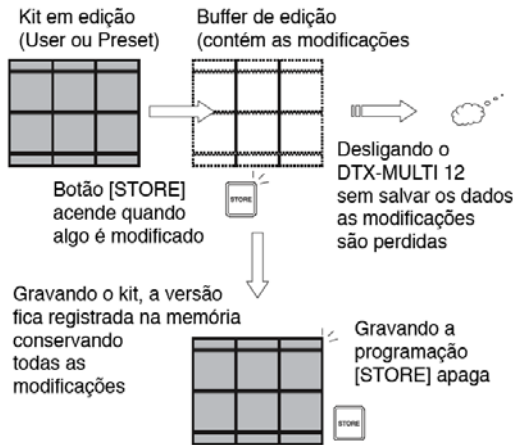 Kit em edição
(User ou Preset)
Buffer de edição
(contém as modificações
Botão [STORE]
acende quando
algo é modificado
STORE
Desligando o
DTX-MULTI 12
sem salvar os dados
as modificações
são perdidas
Gravando o kit, a versão
fica registrada na memória
conservando
todas as
modificações
Gravando a
programação
[STORE] apaga
STORE